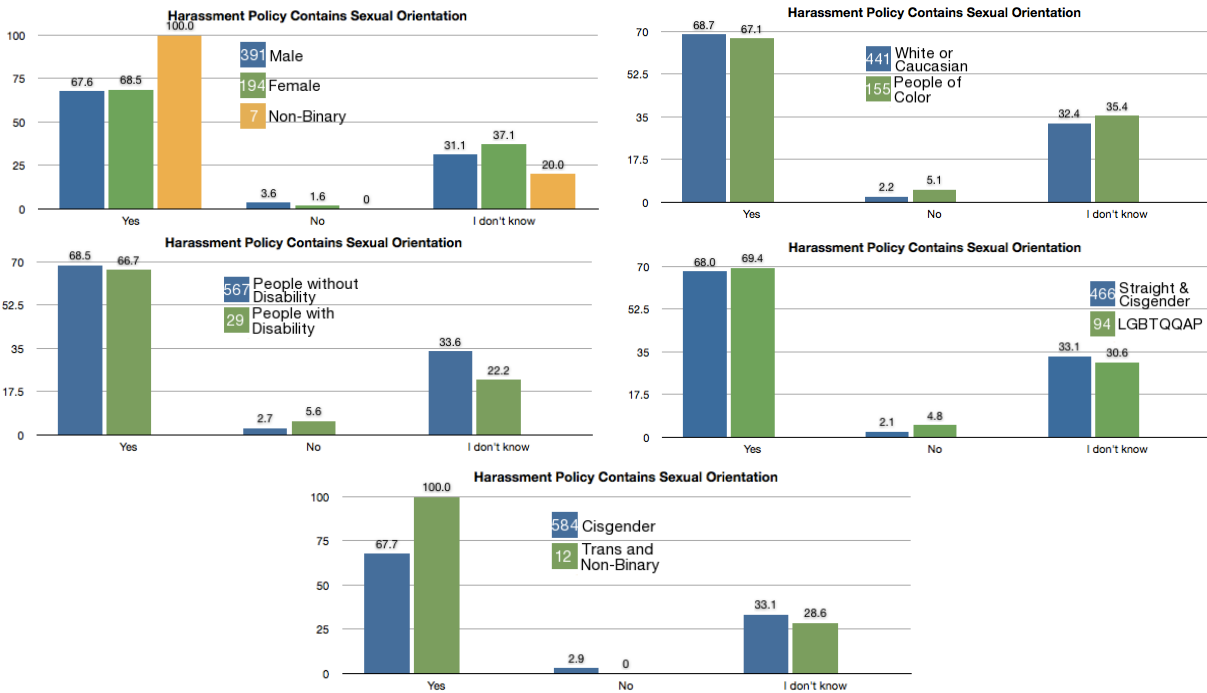 Harassment Policy Contains Sexual Orientation
100
75
50
25
0
67.6
68.5
100.0
3.6
1.6
0
31.1
37.1
20.0
391 Male
194 Female
7 Non-Binary
Yes
No
I don't know
Harassment Policy Contains Sexual Orientation
70
52.5
35
17.5
0
68.7
67.1
2.2
5.1
32.4
35.4
441 White or
Caucasian
155 People of
Color
Yes
No
I don't know
Harassment Policy Contains Sexual Orientation
70
52.5
35
17.5
0
68.5
66.7
2.7
5.6
33.6
22.2
567 People without
Disability
29 People with
Disability
Yes
No
I don't know
Harassment Policy Contains Sexual Orientation
70
52.5
35
17.5
0
68.0
69.4
2.1
4.8
33.1
30.6
466 Straight &
Cisgender
94 LGBTQQAP
Yes
No
I don't know
Harassment Policy Contains Sexual Orientation
100
75
50
25
0
67.7
100.0
2.9
0
33.1
28.6
584 Cisgender
12 Trans and
Non-Binary
Yes
No
I don't know